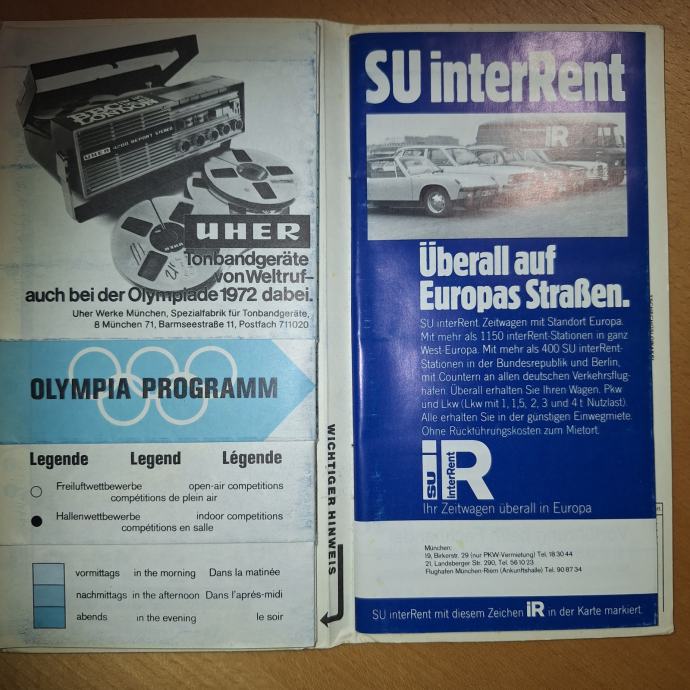 UHER 4200 REPORT STEREO
UHER
Tonbandgeräte
von Weltruf-
auch bei der Olympiade 1972 dabei.
Uher Werke München, Spezialfabrik für Tonbandgeräte,
8 München 71, Barmseestraße 11, Postfach 711020
OLYMPIA PROGRAMM
Legende Legend Légende
Freiluftwettbewerbe open-air competitions
compétitions de plein air
Hallenwettbewerbe indoor competitions
compétitions en salle
vormittags in the morning Dans la matinée
nachmittags in the afternoon Dans l'après-midi
abends in the evening le soir
WICHTIGER HINWEIS
SU interRent
iR
Überall auf
Europas Straßen.
SU interRent. Zeitwagen mit Standort Europa.
Mit mehr als 1150 interRent-Stationen in ganz
West-Europa. Mit mehr als 400 SU interRent-
Stationen in der Bundesrepublik und Berlin,
mit Countern an allen deutschen Verkehrsflug-
häfen. Überall erhalten Sie Ihren Wagen. Pkw
und Lkw (Lkw mit 1, 1,5, 2, 3 und 4 t Nutzlast).
Alle erhalten Sie in der günstigen Einwegmiete.
Ohne Rückführungskosten zum Mietort.
su iR
interRent
Ihr Zeitwagen überall in Europa
München:
19, Birkerstr. 29 (nur PKW-Vermietung) Tel. 18 30 44
21, Landsberger Str. 290, Tel. 56 10 23
Flughafen München-Riem (Ankunftshalle) Tel. 90 87 34
SU interRent mit diesem Zeichen iR in der Karte markiert.